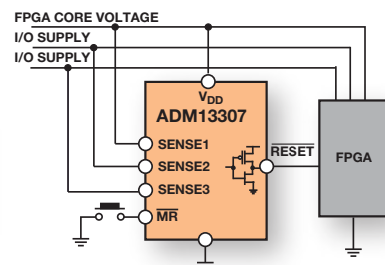 FPGA CORE VOLTAGE
I/O SUPPLY
I/O SUPPLY
VDD
ADM13307
SENSE1
SENSE2
SENSE3
MR
RESET
FPGA